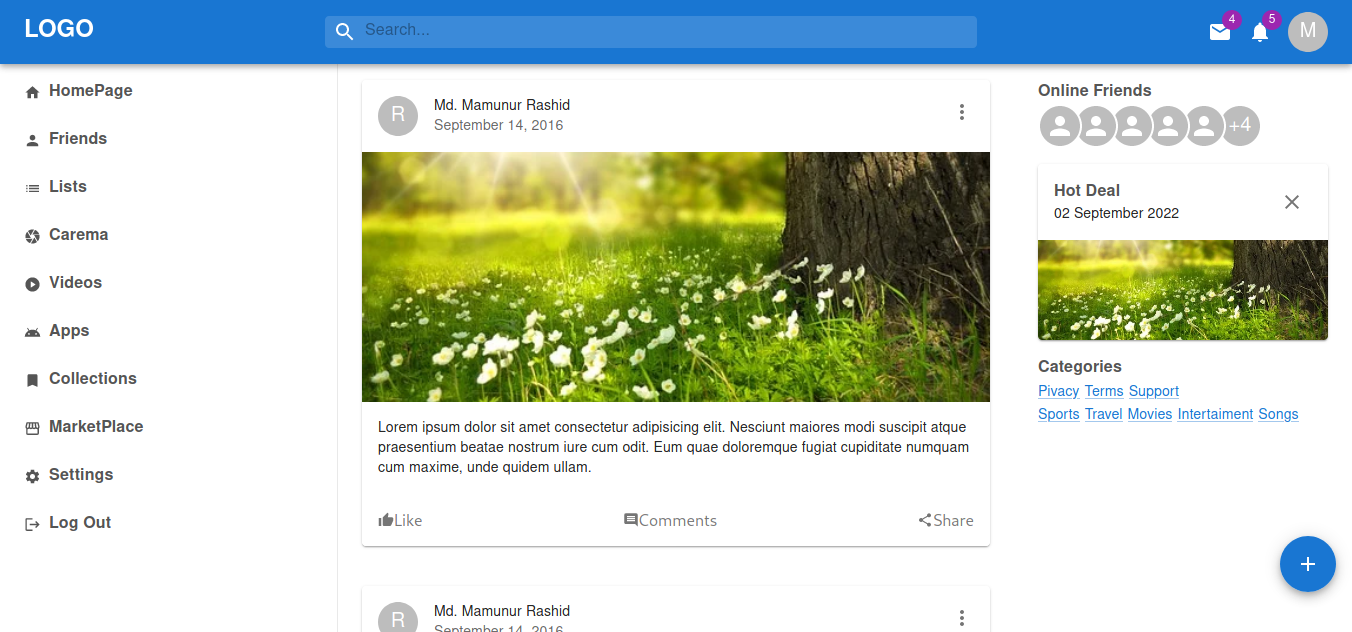 LOGO
Search...
4
5
M
HomePage
Friends
Lists
Carema
Videos
Apps
Collections
MarketPlace
Settings
Log Out
R
Md. Mamunur Rashid
September 14, 2016
Lorem ipsum dolor sit amet consectetur adipisicing elit. Nesciunt maiores modi suscipit atque
praesentium beatae nostrum iure cum odit. Eum quae doloremque fugiat cupiditate numquam
cum maxime, unde quidem ullam.
Like
Comments
Share
R
Md. Mamunur Rashid
September 14, 2016
Online Friends
+4
Hot Deal
02 September 2022
Categories
Pivacy Terms Support
Sports Travel Movies Intertaiment Songs